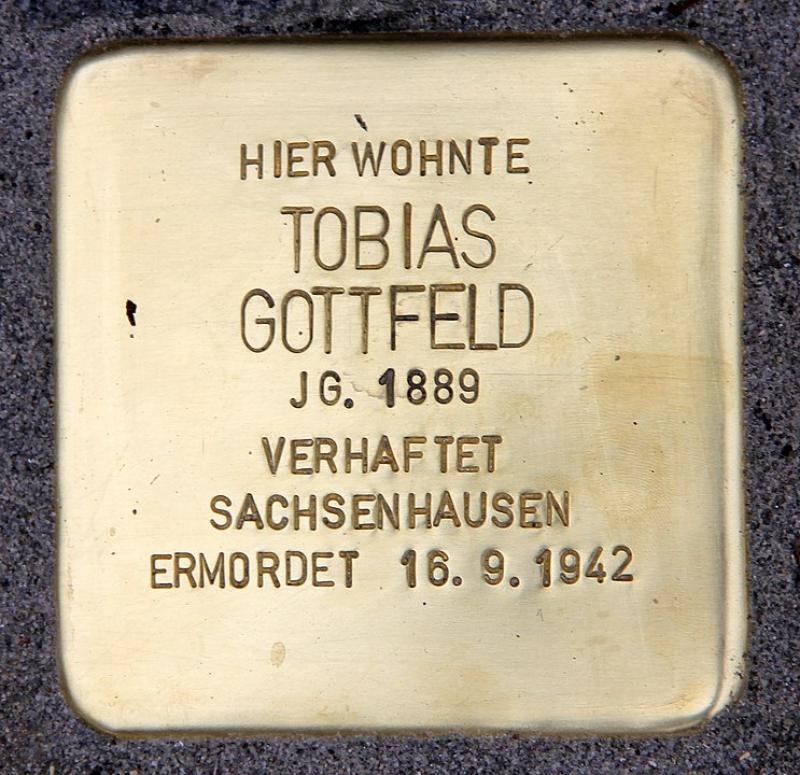 HIER WOHNTE
TOBIAS
GOTTFELD
JG. 1889
VERHAFTET
SACHSENHAUSEN
ERMORDET 16. 9. 1942